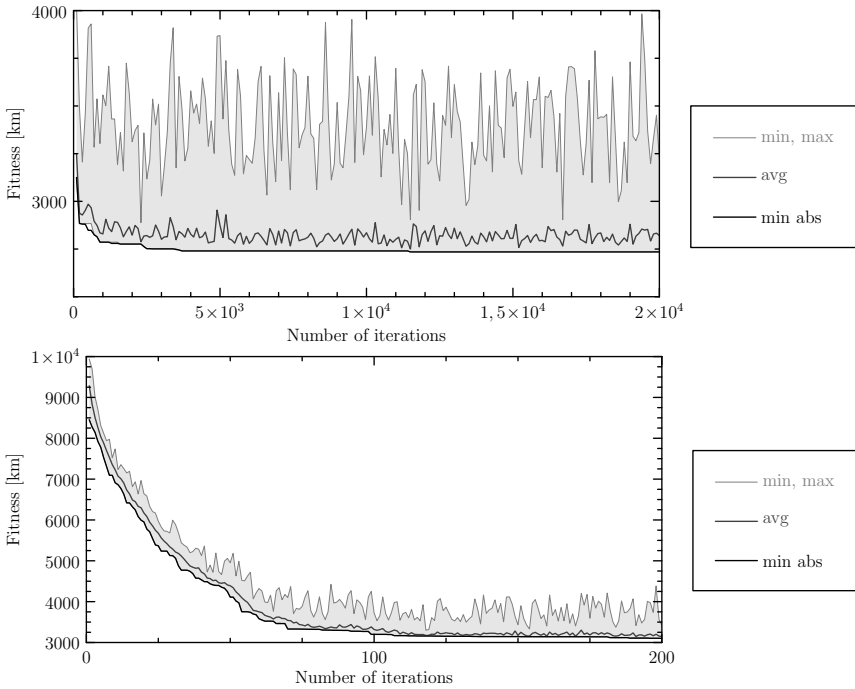 4000
3000
Fitness [km]
0
5×10³
1×10⁴
1,5×10⁴
2×10⁴
Number of iterations
min, max
avg
min abs
1×10⁴
9000
8000
7000
6000
5000
4000
3000
Fitness [km]
0
100
200
Number of iterations
min, max
avg
min abs